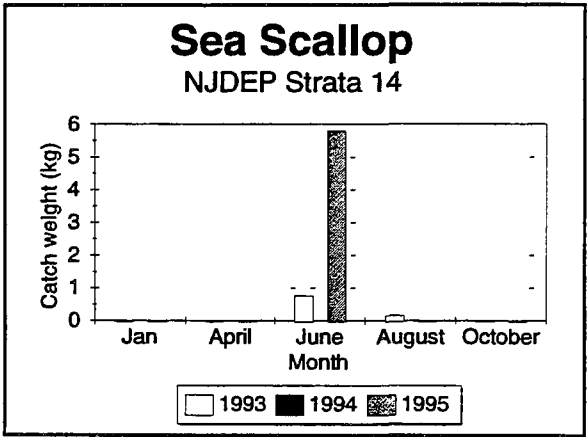 Sea Scallop
NJDEP Strata 14
Catch weight (kg)
6
5
4
3
2
1
0
Jan April June August October
Month
1993 1994 1995